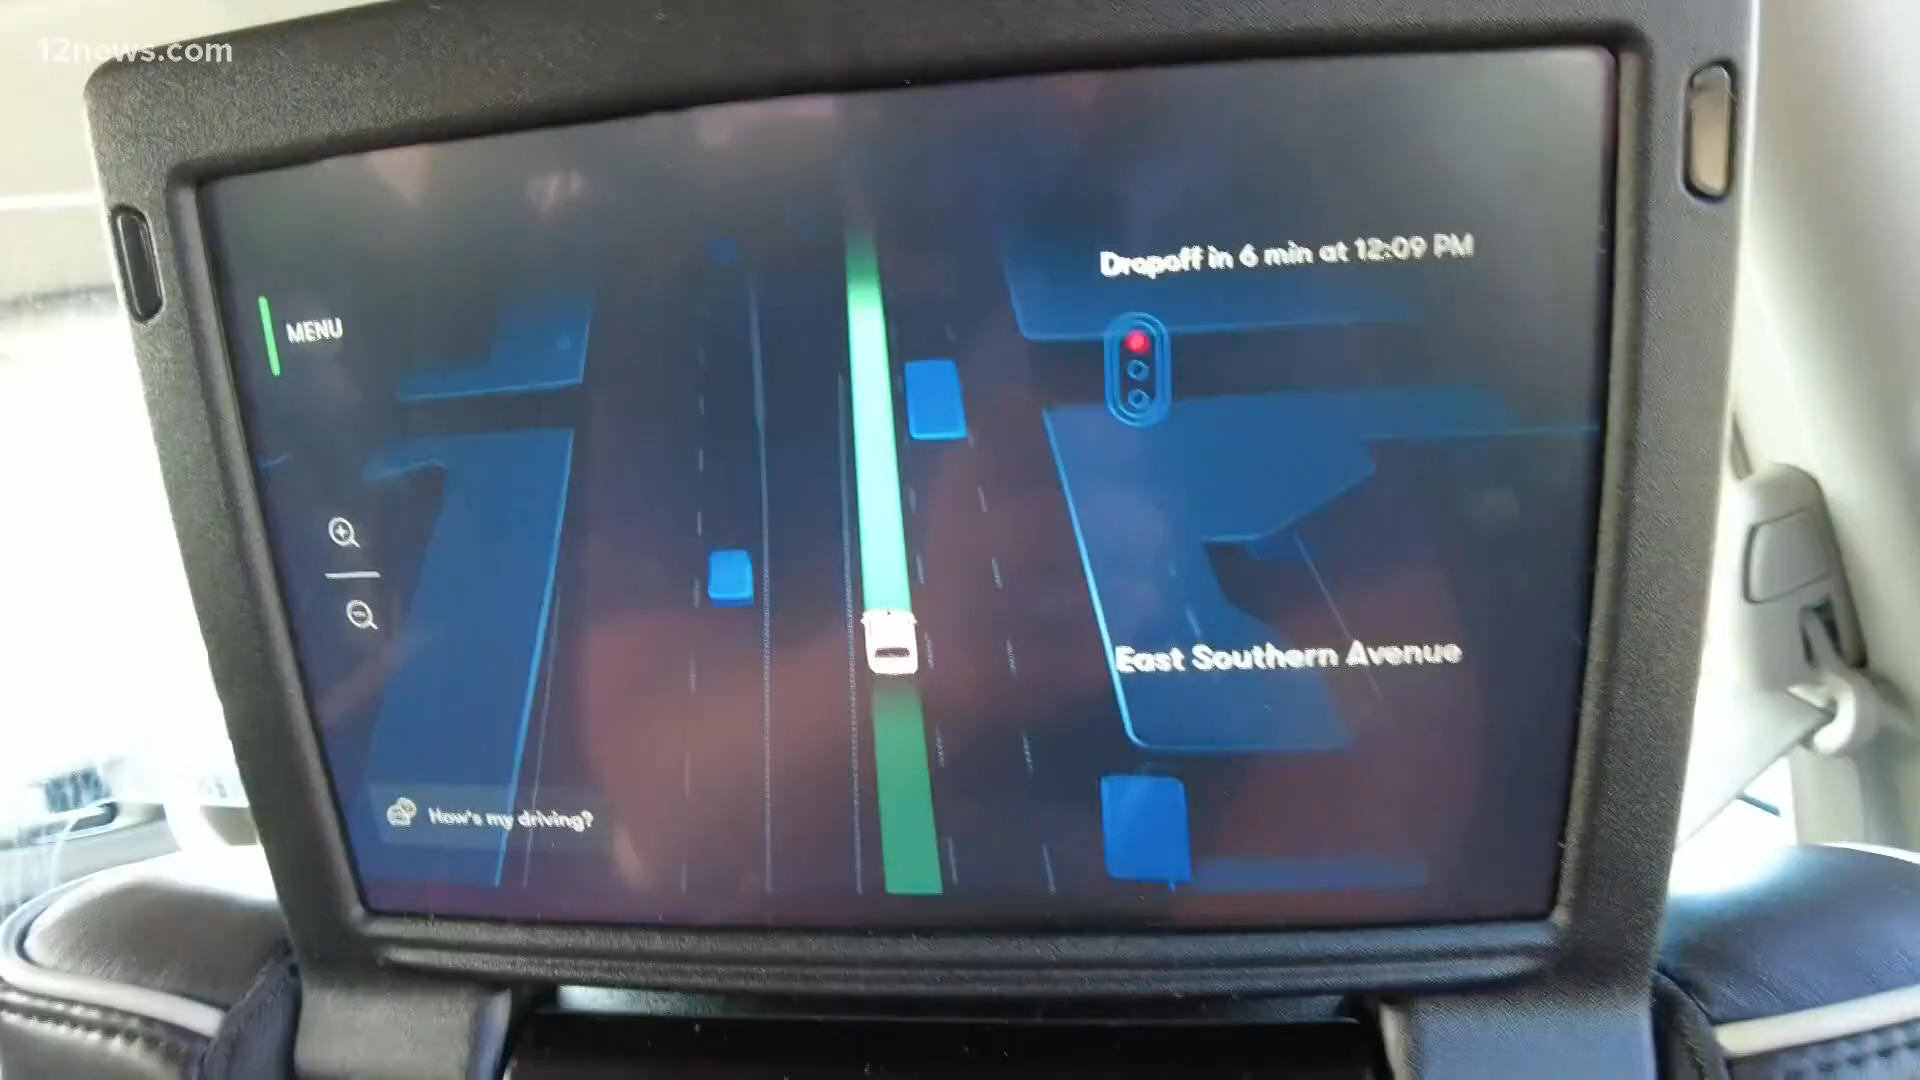 12news.com
Dropoff in 6 min at 12:09 PM
MENU
East Southern Avenue
How's my driving?